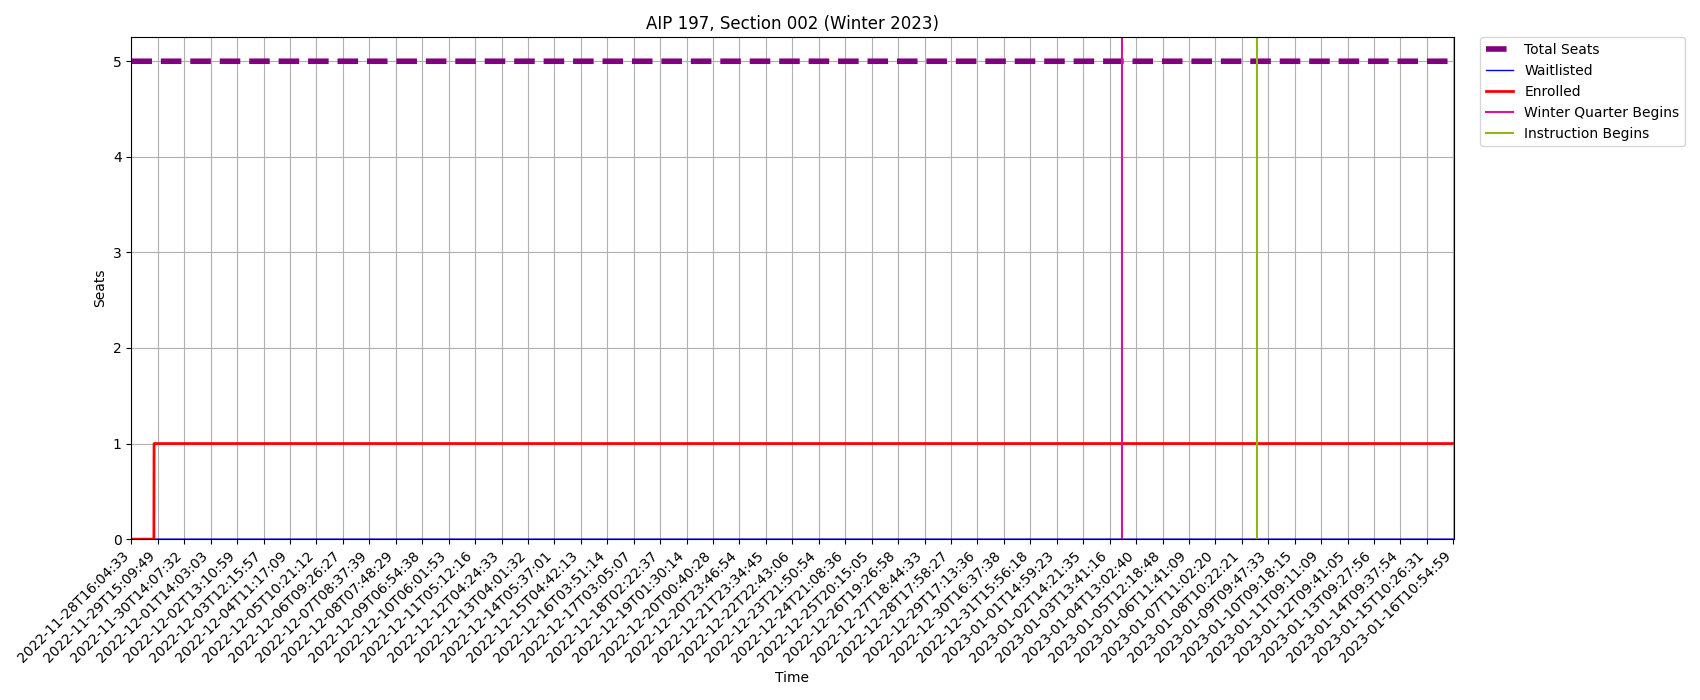 AIP 197, Section 002 (Winter 2023)
Total Seats
Waitlisted
Enrolled
Winter Quarter Begins
Instruction Begins
5
4
3
2
1
0
Seats
2022-11-28T16:04:33
2022-11-29T15:09:49
2022-11-30T14:07:32
2022-12-01T14:03:03
2022-12-02T13:10:59
2022-12-03T12:15:57
2022-12-04T11:17:09
2022-12-05T10:21:12
2022-12-06T09:26:27
2022-12-07T08:37:39
2022-12-08T07:48:29
2022-12-09T06:54:38
2022-12-10T06:01:53
2022-12-11T05:12:16
2022-12-12T04:24:33
2022-12-13T04:01:32
2022-12-14T05:37:01
2022-12-15T04:42:13
2022-12-16T03:51:14
2022-12-17T03:05:07
2022-12-18T02:22:37
2022-12-19T01:30:14
2022-12-20T00:40:28
2022-12-20T23:46:54
2022-12-21T23:34:45
2022-12-22T22:43:06
2022-12-23T21:50:54
2022-12-24T21:08:36
2022-12-25T20:15:05
2022-12-26T19:26:58
2022-12-27T18:44:33
2022-12-28T17:58:27
2022-12-29T17:13:36
2022-12-30T16:37:38
2022-12-31T15:56:18
2023-01-01T14:59:23
2023-01-02T14:21:35
2023-01-03T13:41:16
2023-01-04T13:02:40
2023-01-05T12:18:48
2023-01-06T11:41:09
2023-01-07T11:02:20
2023-01-08T10:22:21
2023-01-09T09:47:33
2023-01-10T09:18:15
2023-01-11T09:11:09
2023-01-12T09:41:05
2023-01-13T09:27:56
2023-01-14T09:37:54
2023-01-15T10:26:31
2023-01-16T10:54:59
Time